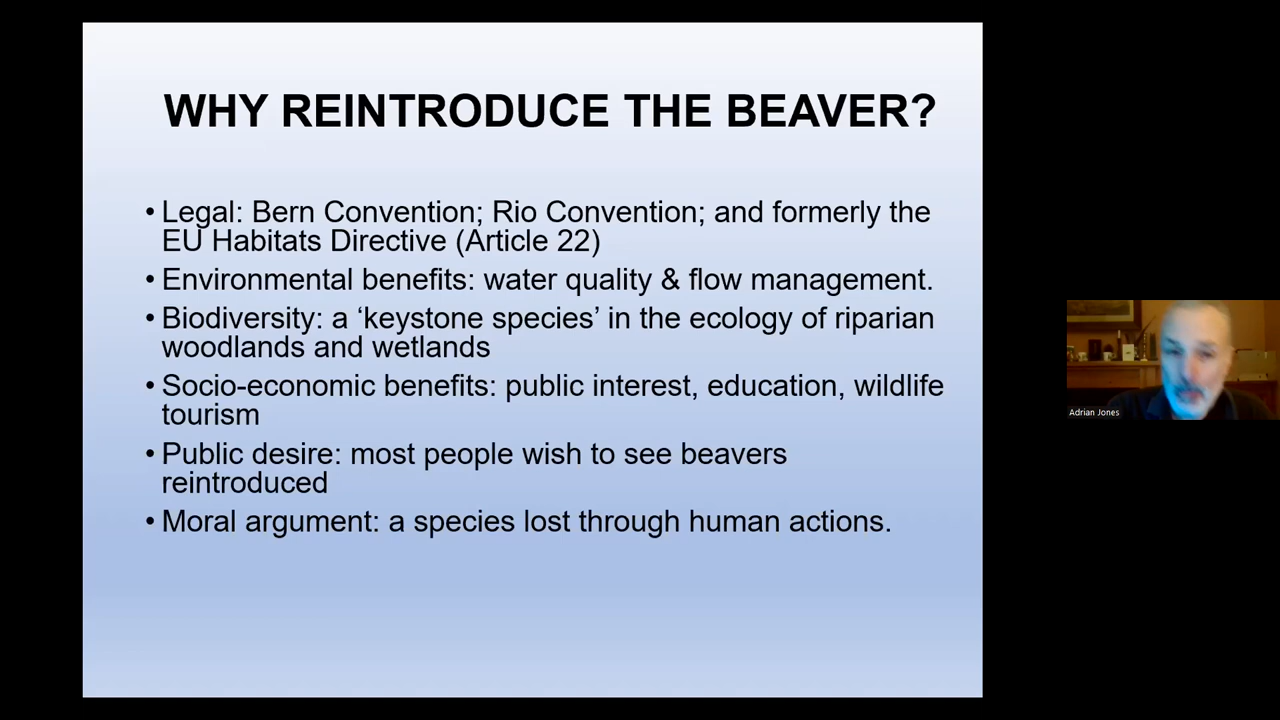 WHY REINTRODUCE THE BEAVER?
• Legal: Bern Convention; Rio Convention; and formerly the
EU Habitats Directive (Article 22)
• Environmental benefits: water quality & flow management.
• Biodiversity: a ‘keystone species’ in the ecology of riparian
woodlands and wetlands
• Socio-economic benefits: public interest, education, wildlife
tourism
• Public desire: most people wish to see beavers
reintroduced
• Moral argument: a species lost through human actions.
Adrian Jones